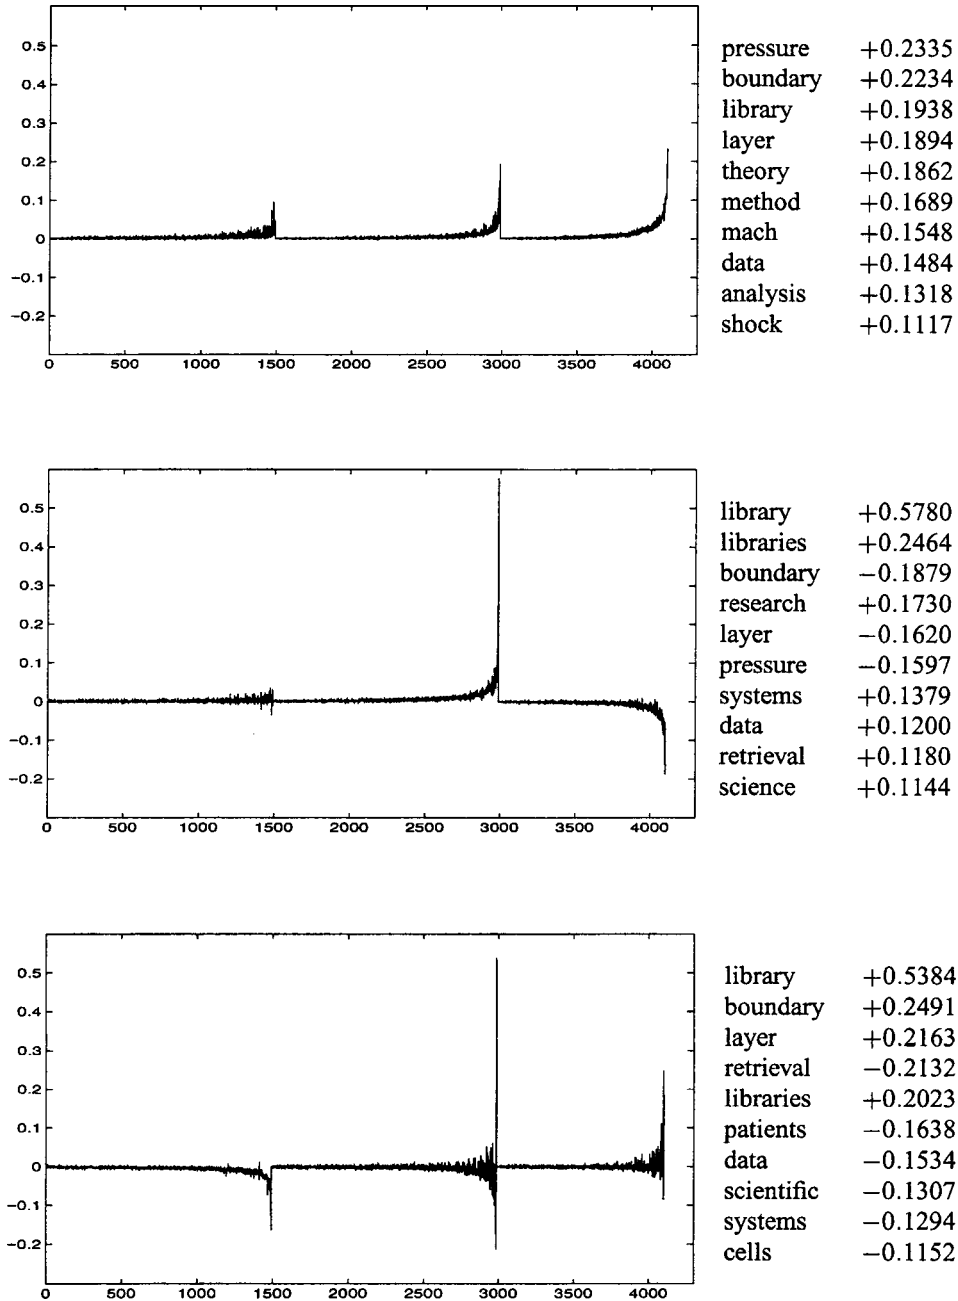 0.5
0.4
0.3
0.2
0.1
0
−0.1
−0.2
0 500 1000 1500 2000 2500 3000 3500 4000
pressure +0.2335
boundary +0.2234
library +0.1938
layer +0.1894
theory +0.1862
method +0.1689
mach +0.1548
data +0.1484
analysis +0.1318
shock +0.1117
0.5
0.4
0.3
0.2
0.1
0
−0.1
−0.2
0 500 1000 1500 2000 2500 3000 3500 4000
library +0.5780
libraries +0.2464
boundary −0.1879
research +0.1730
layer −0.1620
pressure −0.1597
systems +0.1379
data +0.1200
retrieval +0.1180
science +0.1144
0.5
0.4
0.3
0.2
0.1
0
−0.1
−0.2
0 500 1000 1500 2000 2500 3000 3500 4000
library +0.5384
boundary +0.2491
layer +0.2163
retrieval −0.2132
libraries +0.2023
patients −0.1638
data −0.1534
scientific −0.1307
systems −0.1294
cells −0.1152